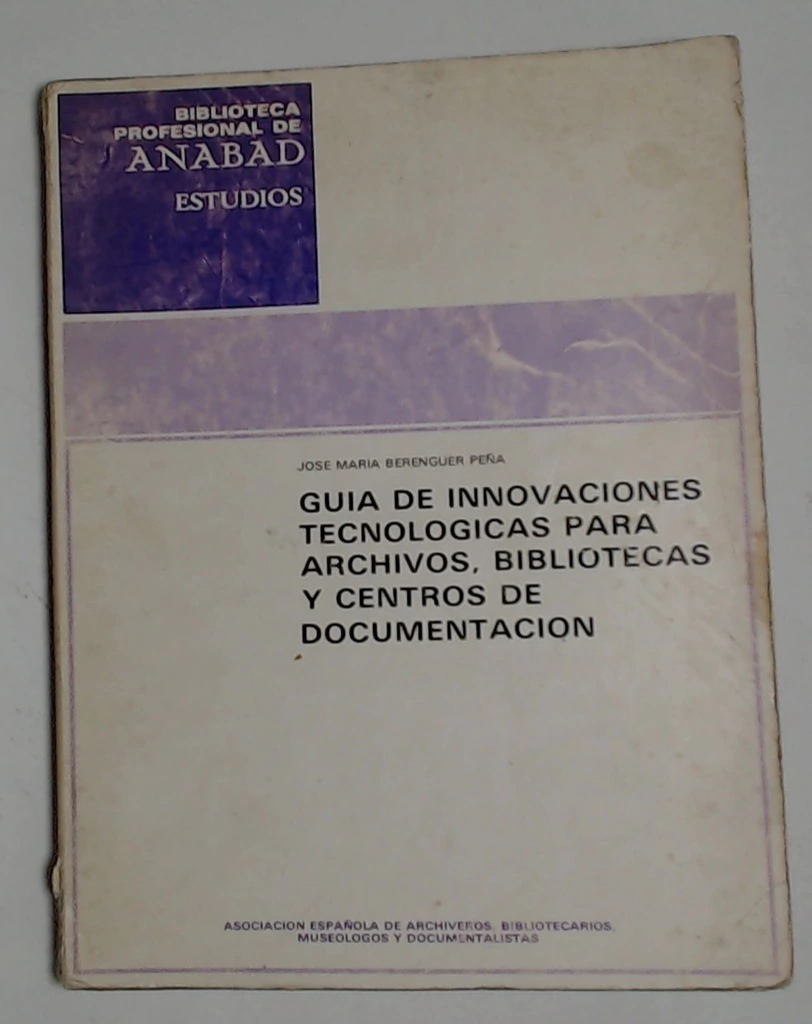 BIBLIOTECA
PROFESIONAL DE
ANABAD
ESTUDIOS
JOSE MARIA BERENGUER PEÑA
GUIA DE INNOVACIONES
TECNOLOGICAS PARA
ARCHIVOS, BIBLIOTECAS
Y CENTROS DE
DOCUMENTACION
ASOCIACION ESPAÑOLA DE ARCHIVEROS, BIBLIOTECARIOS,
MUSEOLOGOS Y DOCUMENTALISTAS